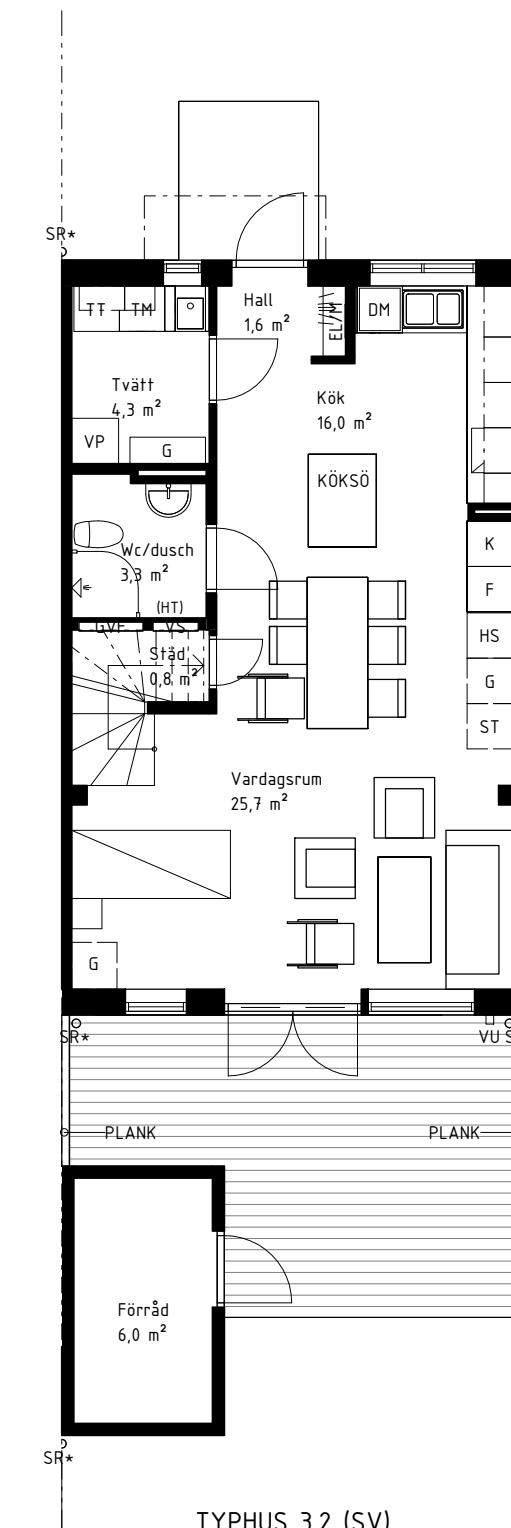 SR*
Hall
1,6 m²
TT
TM
EL/M
DM
Tvätt
4,3 m²
Kök
16,0 m²
VP
G
KÖKSÖ
Wc/dusch
3,3 m²
(HT)
K
F
GVF
VS
HS
Städ
0,8 m²
G
ST
Vardagsrum
25,7 m²
G
SR*
VU S
PLANK
PLANK
Förråd
6,0 m²
SR*
TYPHUS 3.2 (SV)